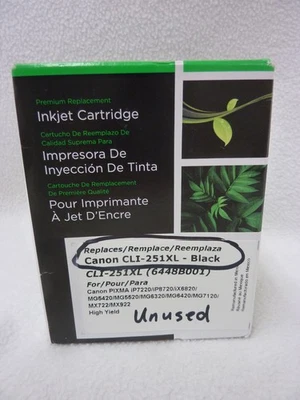 Premium Replacement
Inkjet Cartridge
Cartucho De Reemplazo De
Calidad Suprema Para
Impresora De
Inyección De Tinta
Cartouche De Remplacement
De Première Qualité
Pour Imprimante
À Jet D'Encre
Replaces/Remplace/Reemplaza
Canon CLI-251XL - Black
CLI-251XL (6448B001)
For/Pour/Para
Canon PIXMA iP7220/iP8720/iX6820/
MG5420/MG5520/MG6320/MG6420/MG7120/
MX722/MX922
High Yield
Unused